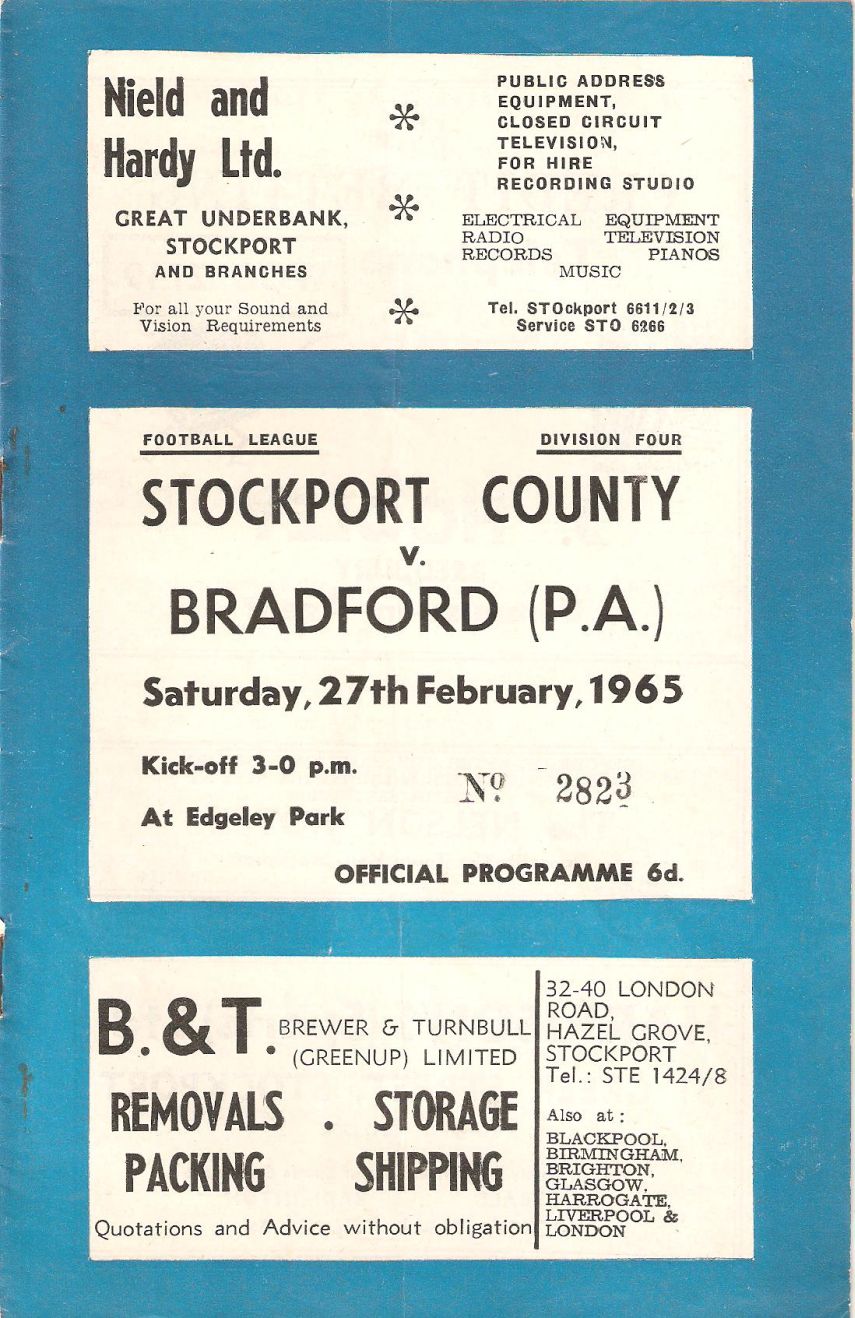 Nield and
Hardy Ltd.
GREAT UNDERBANK,
STOCKPORT
AND BRANCHES
For all your Sound and
Vision Requirements
PUBLIC ADDRESS
EQUIPMENT,
CLOSED CIRCUIT
TELEVISION,
FOR HIRE
RECORDING STUDIO
ELECTRICAL EQUIPMENT
RADIO TELEVISION
RECORDS PIANOS
MUSIC
Tel. STOckport 6611/2/3
Service STO 6266
FOOTBALL LEAGUE DIVISION FOUR
STOCKPORT COUNTY
v.
BRADFORD (P.A.)
Saturday, 27th February, 1965
Kick-off 3-0 p.m.
At Edgeley Park
Nº 2823
OFFICIAL PROGRAMME 6d.
B. & T. BREWER & TURNBULL
(GREENUP) LIMITED
REMOVALS . STORAGE
PACKING SHIPPING
Quotations and Advice without obligation
32-40 LONDON
ROAD,
HAZEL GROVE,
STOCKPORT
Tel.: STE 1424/8
Also at :
BLACKPOOL,
BIRMINGHAM,
BRIGHTON,
GLASGOW,
HARROGATE,
LIVERPOOL &
LONDON